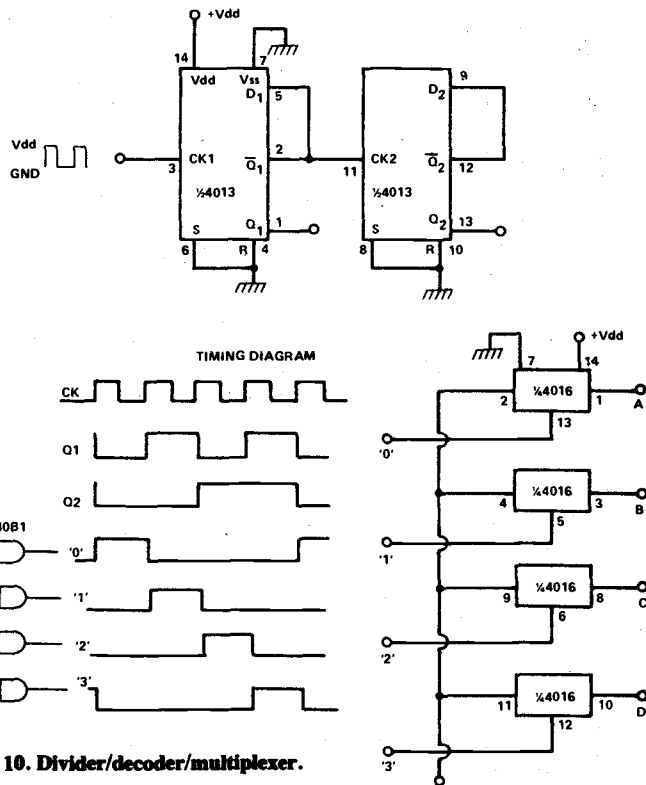 +Vdd
14
7
Vdd
Vss
D1
5
9
D2
Vdd
GND
3
CK1
Q̅1
2
11
CK2
Q̅2
12
½4013
½4013
S
Q1
1
Q2
13
6
R
4
8
R
10
TIMING DIAGRAM
CK
Q1
Q2
'0'
'1'
'2'
'3'
+Vdd
7
14
2
¼4016
1
A
13
'0'
4
¼4016
3
B
5
'1'
9
¼4016
8
C
6
'2'
11
¼4016
10
D
12
'3'
10. Divider/decoder/multiplexer.